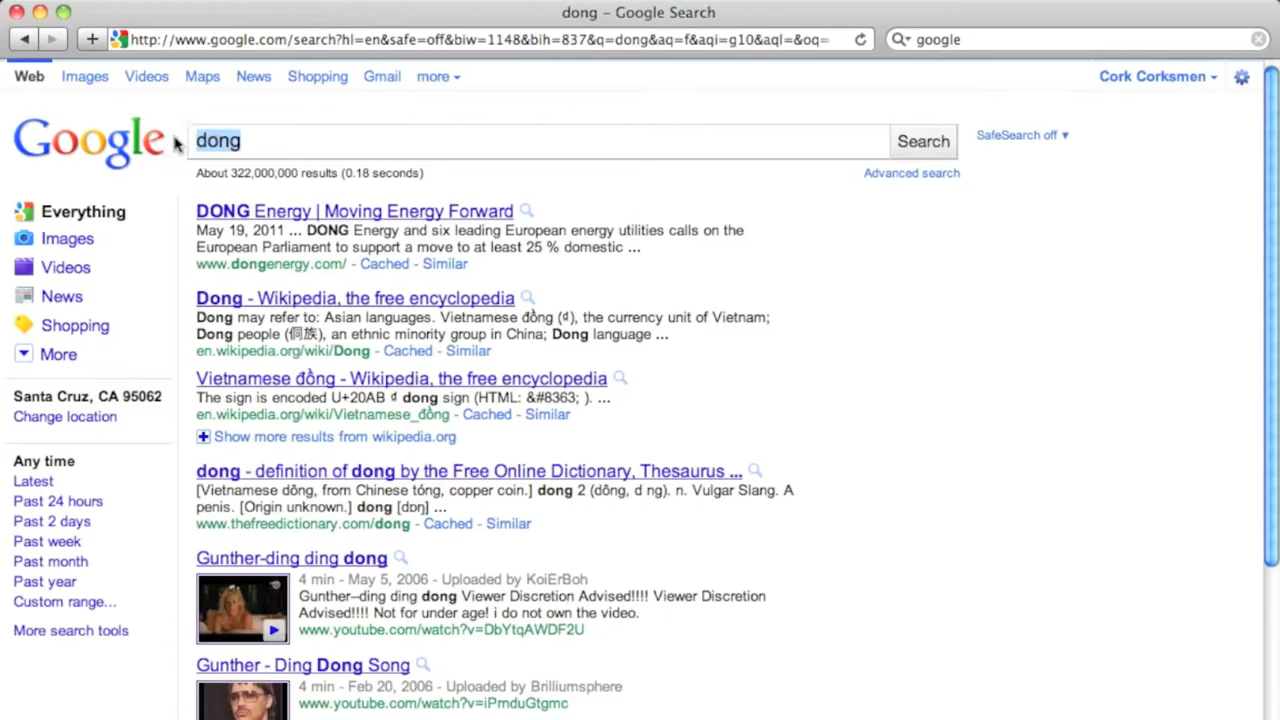 dong – Google Search
http://www.google.com/search?hl=en&safe=off&biw=1148&bih=837&q=dong&aq=f&aqi=g10&aql=&oq=
google
Web Images Videos Maps News Shopping Gmail more
Cork Corksmen
Google
dong
Search
SafeSearch off ▼
About 322,000,000 results (0.18 seconds)
Advanced search
Everything
Images
Videos
News
Shopping
More
Santa Cruz, CA 95062
Change location
Any time
Latest
Past 24 hours
Past 2 days
Past week
Past month
Past year
Custom range...
More search tools
DONG Energy | Moving Energy Forward
May 19, 2011 ... DONG Energy and six leading European energy utilities calls on the
European Parliament to support a move to at least 25 % domestic ...
www.dongenergy.com/ - Cached - Similar
Dong - Wikipedia, the free encyclopedia
Dong may refer to: Asian languages. Vietnamese đồng (₫), the currency unit of Vietnam;
Dong people (侗族), an ethnic minority group in China; Dong language ...
en.wikipedia.org/wiki/Dong - Cached - Similar
Vietnamese đồng - Wikipedia, the free encyclopedia
The sign is encoded U+20AB ₫ dong sign (HTML: &#8363; ). ...
en.wikipedia.org/wiki/Vietnamese_đồng - Cached - Similar
Show more results from wikipedia.org
dong - definition of dong by the Free Online Dictionary, Thesaurus ...
[Vietnamese dông, from Chinese tóng, copper coin.] dong 2 (dông, d ng). n. Vulgar Slang. A
penis. [Origin unknown.] dong [dɒŋ] ...
www.thefreedictionary.com/dong - Cached - Similar
Gunther-ding ding dong
4 min - May 5, 2006 - Uploaded by KoiErBoh
Gunther--ding ding dong Viewer Discretion Advised!!!! Viewer Discretion
Advised!!!! Not for under age! i do not own the video.
www.youtube.com/watch?v=DbYtqAWDF2U
Gunther - Ding Dong Song
4 min - Feb 20, 2006 - Uploaded by Brilliumsphere
www.youtube.com/watch?v=iPmduGtgmc